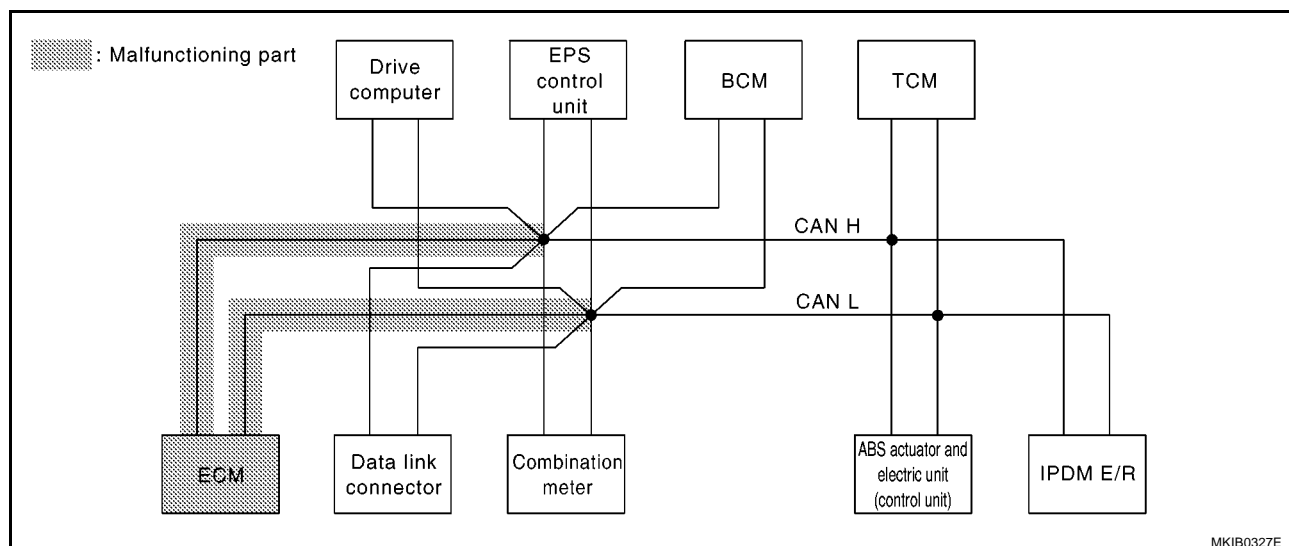 : Malfunctioning part
Drive
computer
EPS
control
unit
BCM
TCM
CAN H
CAN L
ECM
Data link
connector
Combination
meter
ABS actuator and
electric unit
(control unit)
IPDM E/R
MKIB0327E